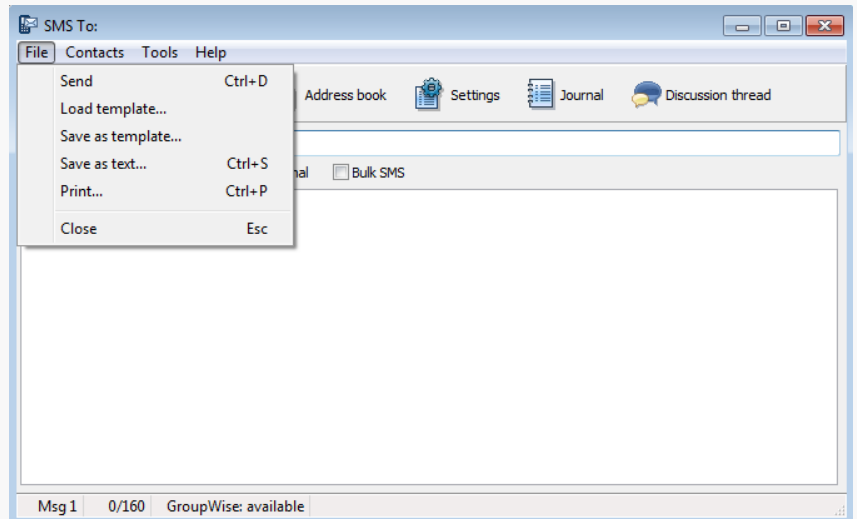 SMS To:
File Contacts Tools Help
Send Ctrl+D
Load template...
Save as template...
Save as text... Ctrl+S
Print... Ctrl+P
Close Esc
Address book Settings Journal Discussion thread
Bulk SMS
Msg 1 0/160 GroupWise: available